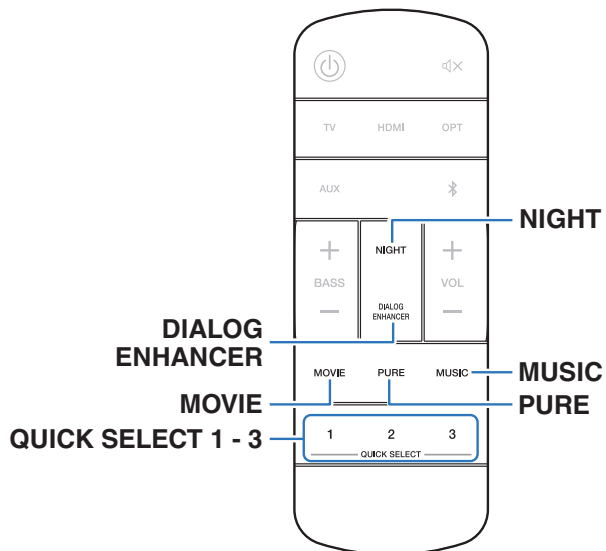 TV HDMI OPT
AUX
NIGHT
+ NIGHT +
BASS VOL
DIALOG
ENHANCER
- -
DIALOG
ENHANCER
MOVIE PURE MUSIC
MUSIC
MOVIE
PURE
QUICK SELECT 1 - 3
1 2 3
QUICK SELECT